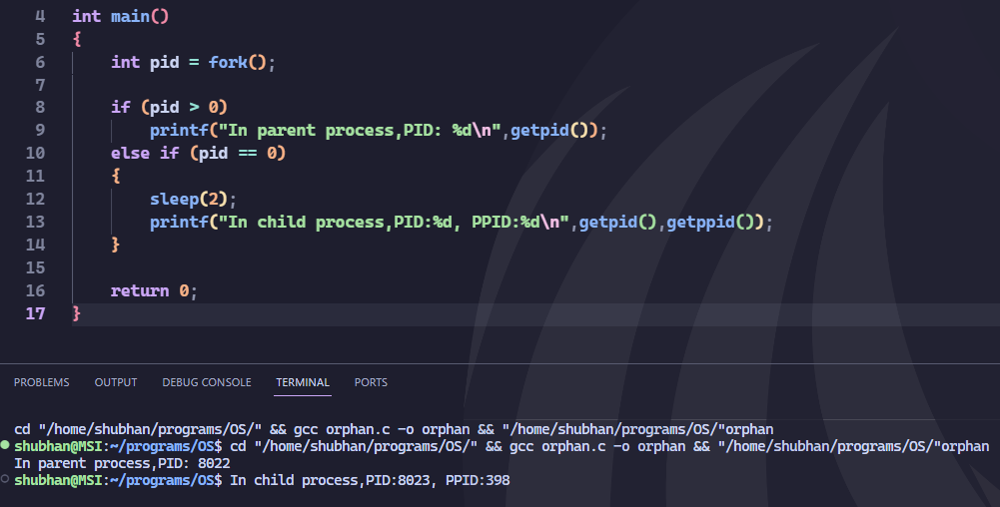 4 int main()
5 {
6 int pid = fork();
7
8 if (pid > 0)
9 printf("In parent process,PID: %d\n",getpid());
10 else if (pid == 0)
11 {
12 sleep(2);
13 printf("In child process,PID:%d, PPID:%d\n",getpid(),getppid());
14 }
15
16 return 0;
17 }
PROBLEMS OUTPUT DEBUG CONSOLE TERMINAL PORTS
cd "/home/shubhan/programs/OS/" && gcc orphan.c -o orphan && "/home/shubhan/programs/OS/"orphan
shubhan@MSI:~/programs/OS$ cd "/home/shubhan/programs/OS/" && gcc orphan.c -o orphan && "/home/shubhan/programs/OS/"orphan
In parent process,PID: 8022
shubhan@MSI:~/programs/OS$ In child process,PID:8023, PPID:398